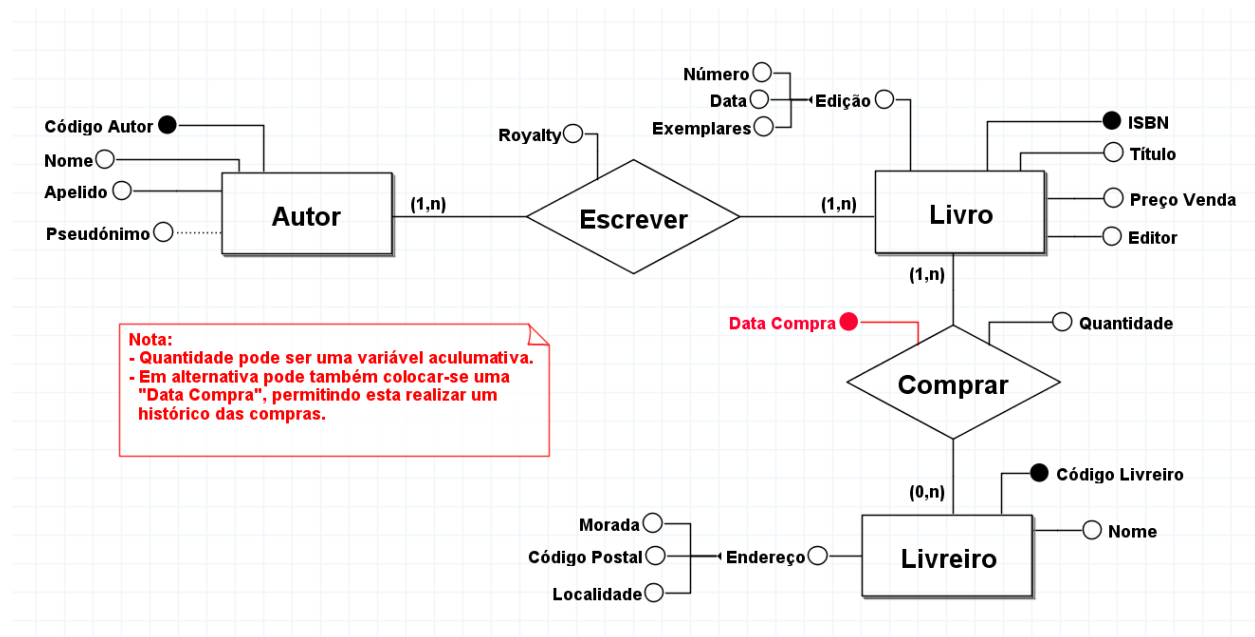 Número
Data
Edição
Exemplares
Código Autor
Nome
Apelido
Pseudónimo
Autor
(1,n)
Royalty
Escrever
(1,n)
ISBN
Título
Preço Venda
Editor
Livro
(1,n)
Data Compra
Quantidade
Comprar
Nota:
- Quantidade pode ser uma variável aculumativa.
- Em alternativa pode também colocar-se uma
"Data Compra", permitindo esta realizar um
histórico das compras.
(0,n)
Código Livreiro
Nome
Livreiro
Morada
Código Postal
Endereço
Localidade